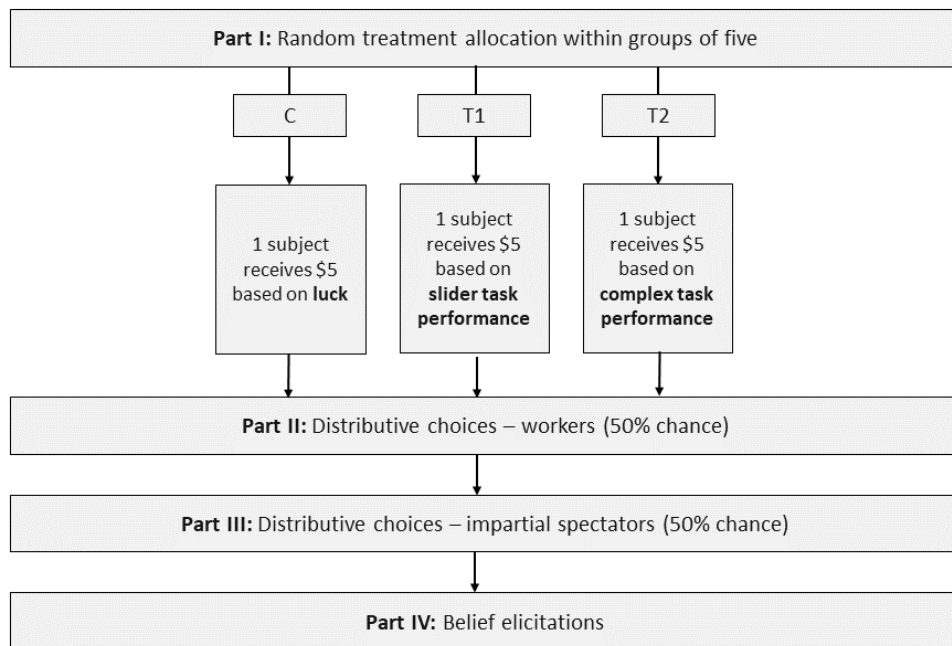 Part I: Random treatment allocation within groups of five
C
T1
T2
1 subject
receives $5
based on luck
1 subject
receives $5
based on
slider task
performance
1 subject
receives $5
based on
complex task
performance
Part II: Distributive choices – workers (50% chance)
Part III: Distributive choices – impartial spectators (50% chance)
Part IV: Belief elicitations